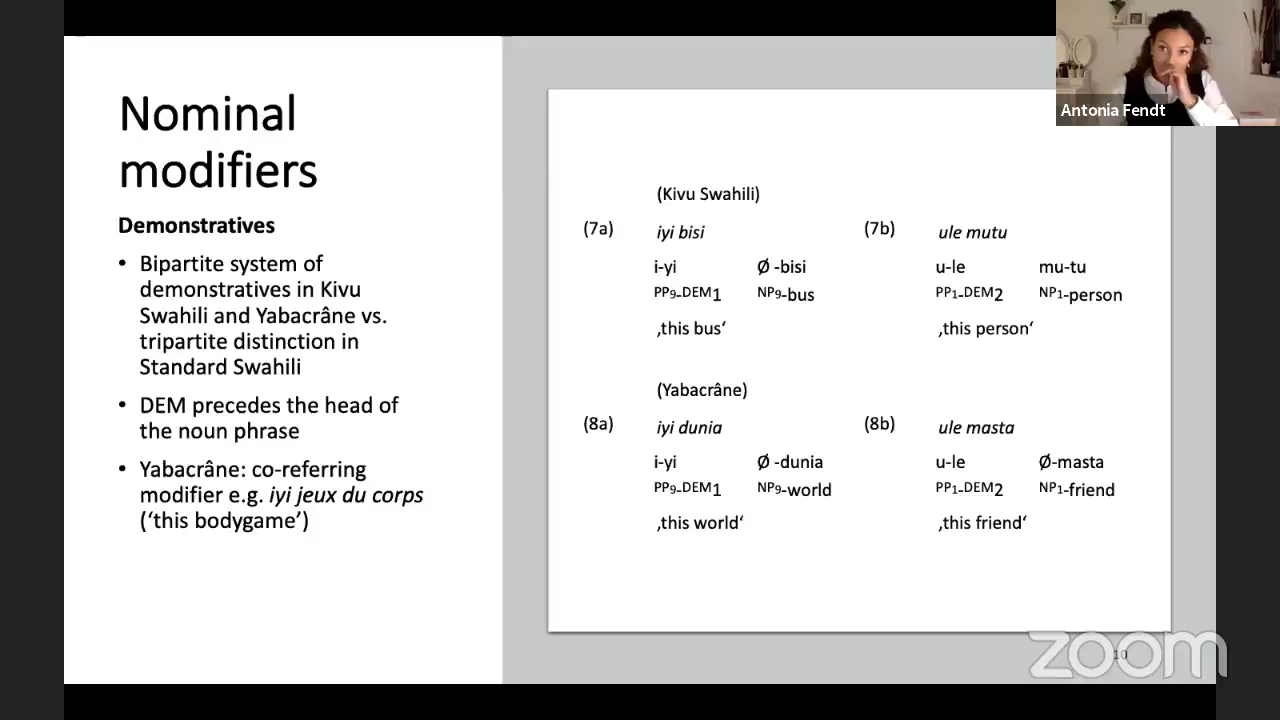 Nominal
modifiers
Demonstratives
• Bipartite system of
demonstratives in Kivu
Swahili and Yabacrâne vs.
tripartite distinction in
Standard Swahili
• DEM precedes the head of
the noun phrase
• Yabacrâne: co-referring
modifier e.g. iyi jeux du corps
(‘this bodygame’)
(Kivu Swahili)
(7a) iyi bisi (7b) ule mutu
i-yi Ø -bisi u-le mu-tu
PP9-DEM1 NP9-bus PP1-DEM2 NP1-person
‚this bus‘ ‚this person‘
(Yabacrâne)
(8a) iyi dunia (8b) ule masta
i-yi Ø -dunia u-le Ø-masta
PP9-DEM1 NP9-world PP1-DEM2 NP1-friend
‚this world‘ ‚this friend‘
10
Antonia Fendt
zoom